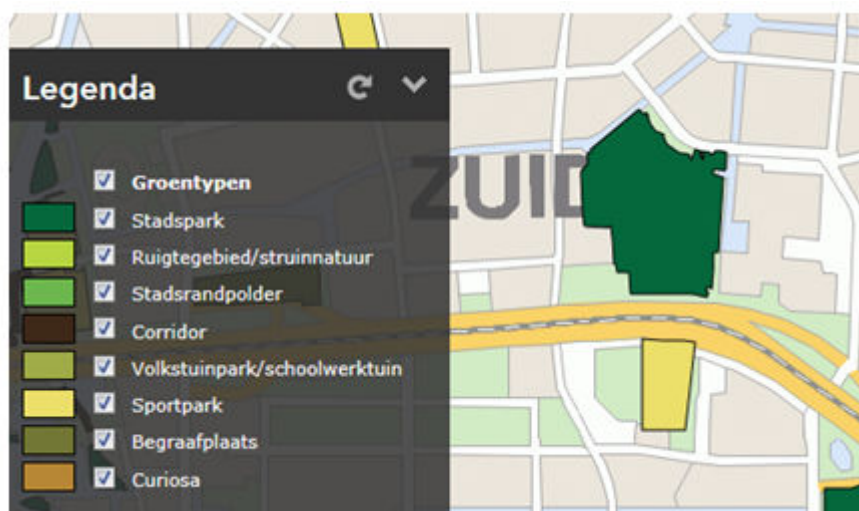 Legenda
Groentypen
Stadspark
Ruigtegebied/struinnatuur
Stadsrandpolder
Corridor
Volkstuinpark/schoolwerktuin
Sportpark
Begraafplaats
Curiosa
ZUID